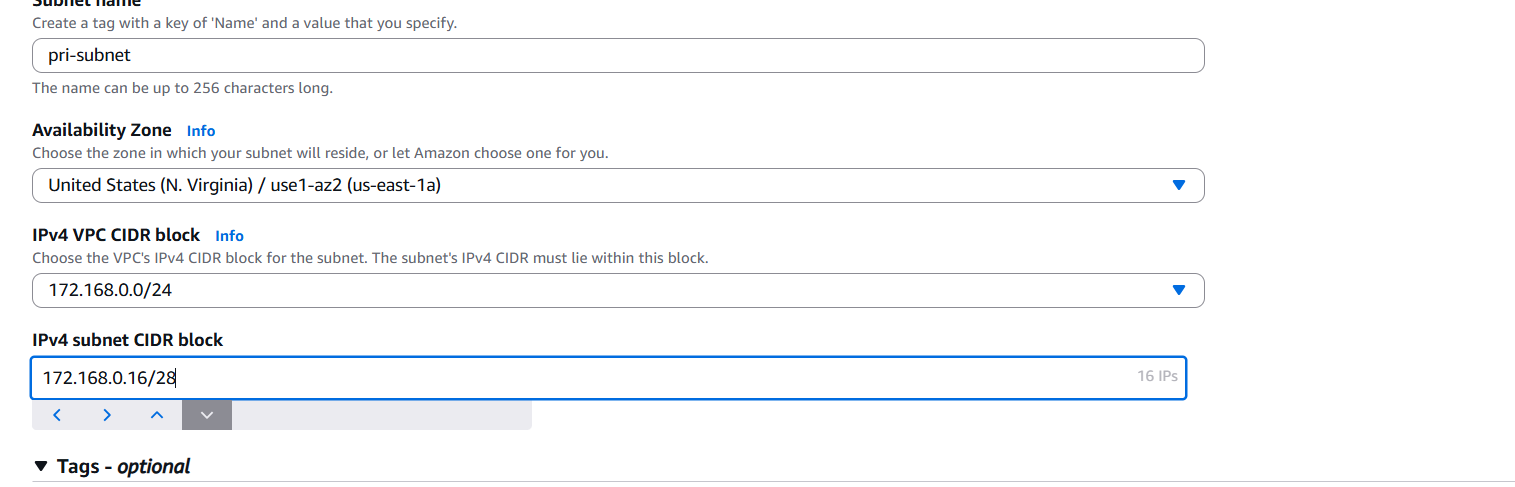 Subnet name
Create a tag with a key of 'Name' and a value that you specify.
pri-subnet
The name can be up to 256 characters long.
Availability Zone Info
Choose the zone in which your subnet will reside, or let Amazon choose one for you.
United States (N. Virginia) / use1-az2 (us-east-1a)
IPv4 VPC CIDR block Info
Choose the VPC's IPv4 CIDR block for the subnet. The subnet's IPv4 CIDR must lie within this block.
172.168.0.0/24
IPv4 subnet CIDR block
172.168.0.16/28 16 IPs
Tags - optional